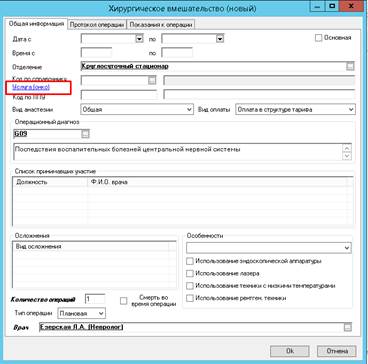 Хирургическое вмешательство (новый)
Общая информация Протокол операции Показания к операции
Дата с по Основная
Время с по
Отделение Круглосуточный стационар
Код по справочнику
Услуга (онко)
Код по ППУ
Вид анастезии Общая Вид оплаты Оплата в структуре тарифа
Операционный диагноз
G09
Последствия воспалительных болезней центральной нервной системы
Список принимавших участие
Должность Ф.И.О. врача
Осложнения Особенности
Вид осложнения
Использование эндоскопической аппаратуры
Использование лазера
Использование техники с низкими температурами
Использование рентген. техники
Количество операций 1 Смерть во время операции
Тип операции Плановая
Врач Езерская Л.А. (Невролог)
Ok Отмена